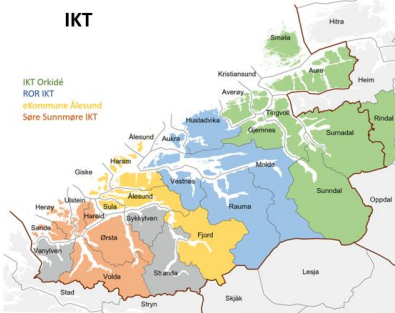 IKT
Hitra
Smøla
Kristiansund
Aure
IKT Orkidé
ROR IKT
eKommune Ålesund
Søre Sunnmøre IKT
Averøy
Heim
Hustadvika
Tingvoll
Rindal
Ålesund
Aukra
Gjemnes
Surnadal
Haram
Molde
Giske
Vestnes
Sunndal
Ulstein
Ålesund
Oppdal
Herøy
Sula
Rauma
Hareid
Sykkylven
Sande
Ørsta
Fjord
Vanylven
Volda
Stranda
Lesja
Stad
Skjåk
Stryn